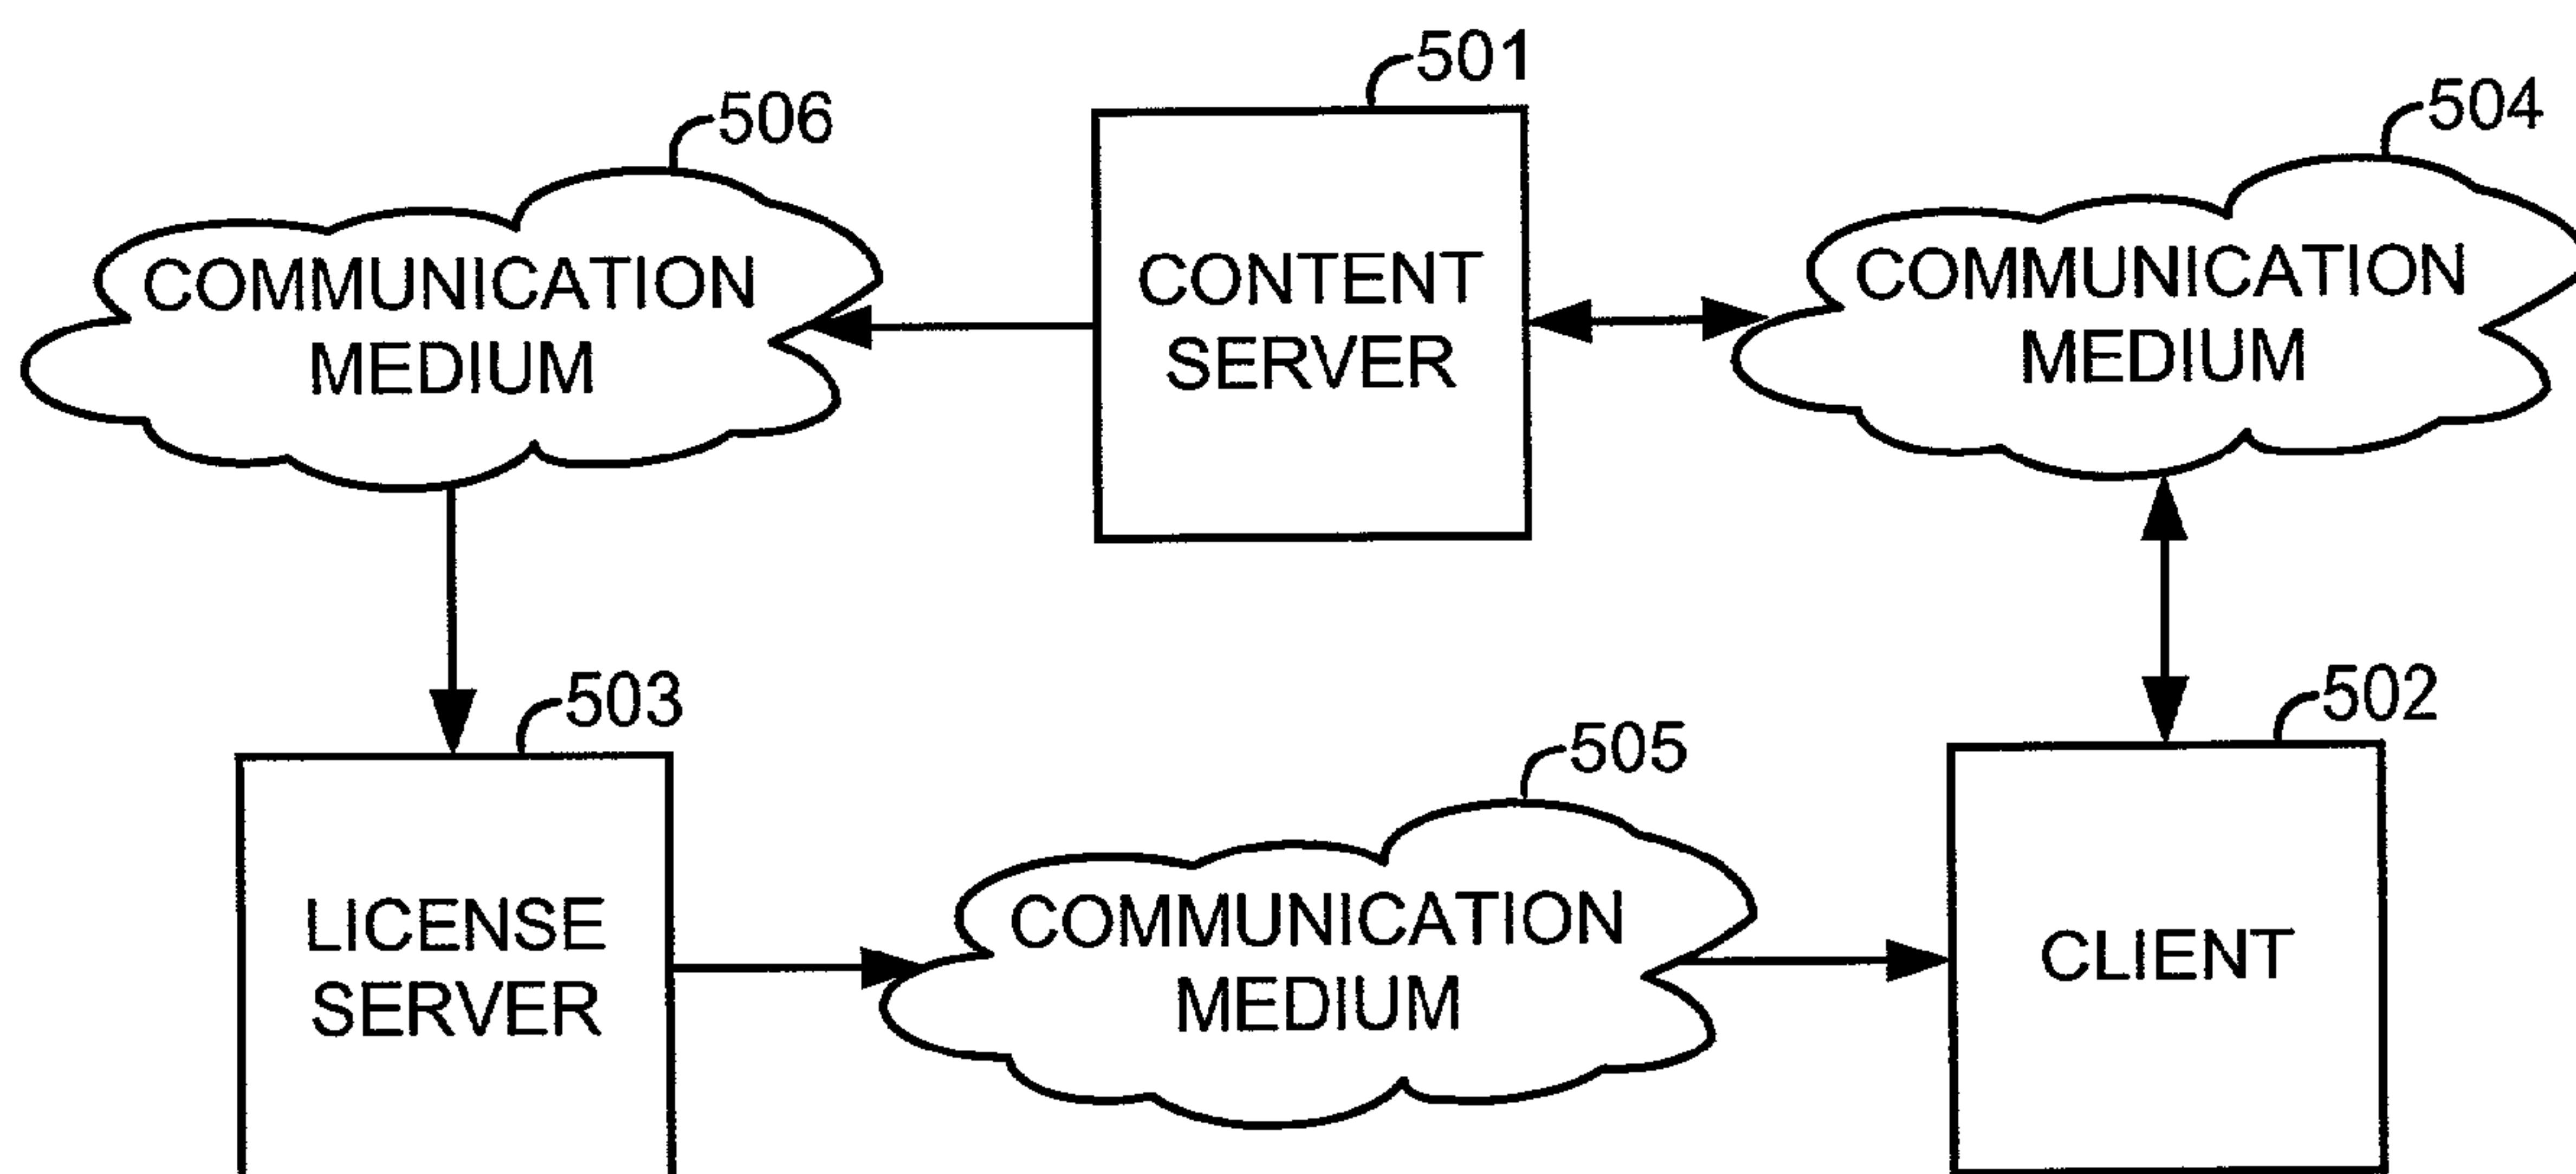 501
506
504
COMMUNICATION
MEDIUM
CONTENT
SERVER
COMMUNICATION
MEDIUM
503
505
502
LICENSE
SERVER
COMMUNICATION
MEDIUM
CLIENT